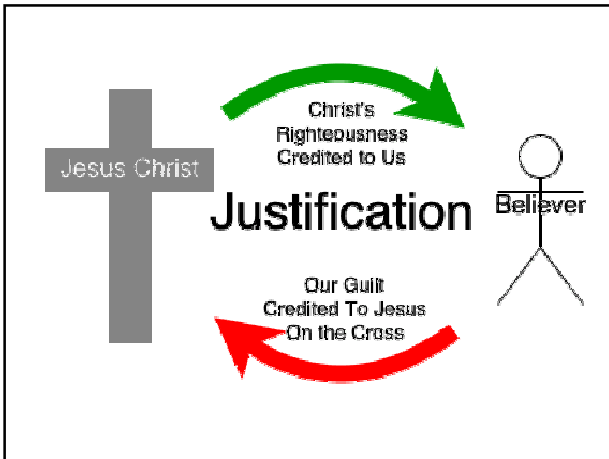 Christ's
Righteousness
Credited to Us
Jesus Christ
Justification
Believer
Our Guilt
Credited To Jesus
On the Cross